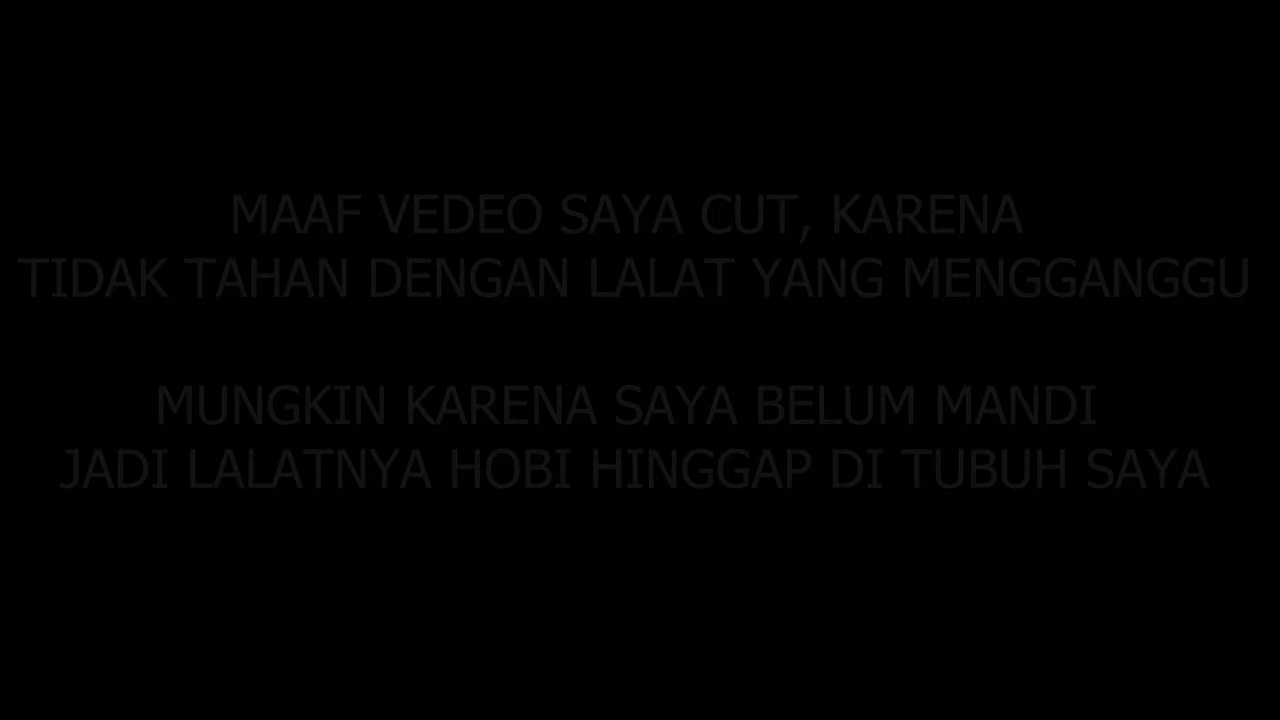 MAAF VEDEO SAYA CUT, KARENA
TIDAK TAHAN DENGAN LALAT YANG MENGGANGGU
MUNGKIN KARENA SAYA BELUM MANDI
JADI LALATNYA HOBI HINGGAP DI TUBUH SAYA